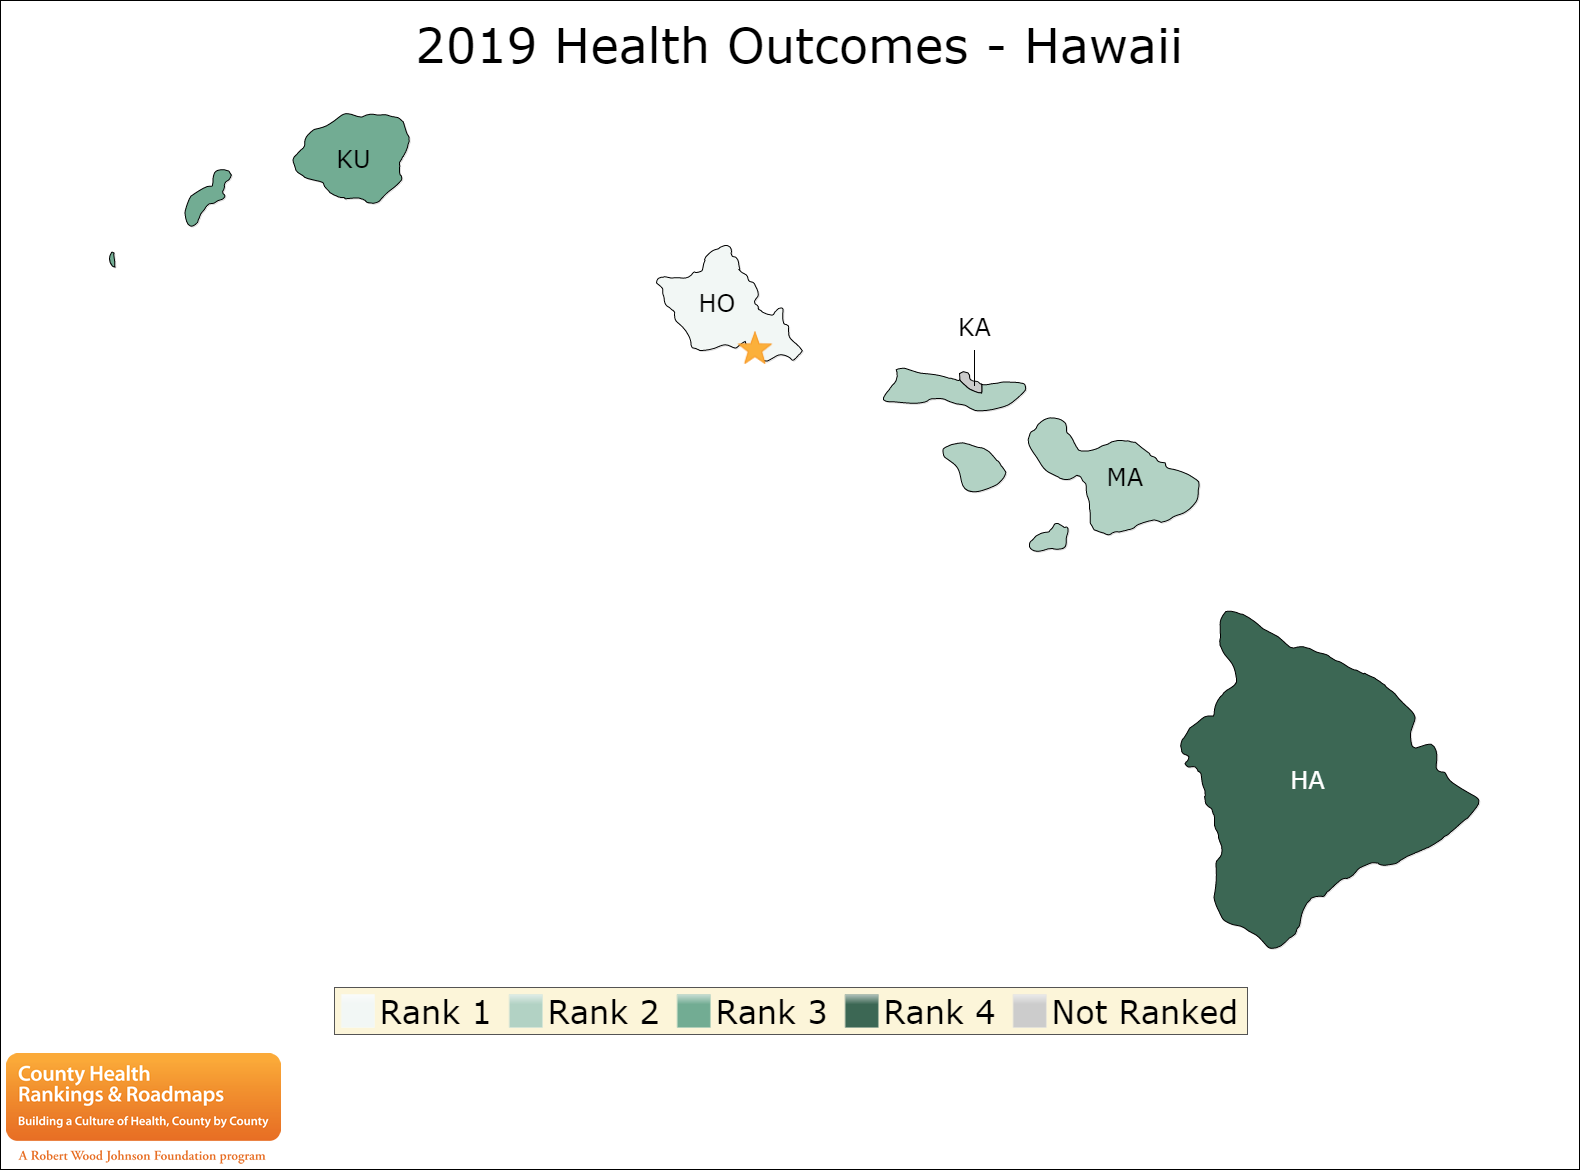 2019 Health Outcomes - Hawaii
KU
HO
KA
MA
HA
Rank 1 Rank 2 Rank 3 Rank 4 Not Ranked
County Health
Rankings & Roadmaps
Building a Culture of Health, County by County
A Robert Wood Johnson Foundation program